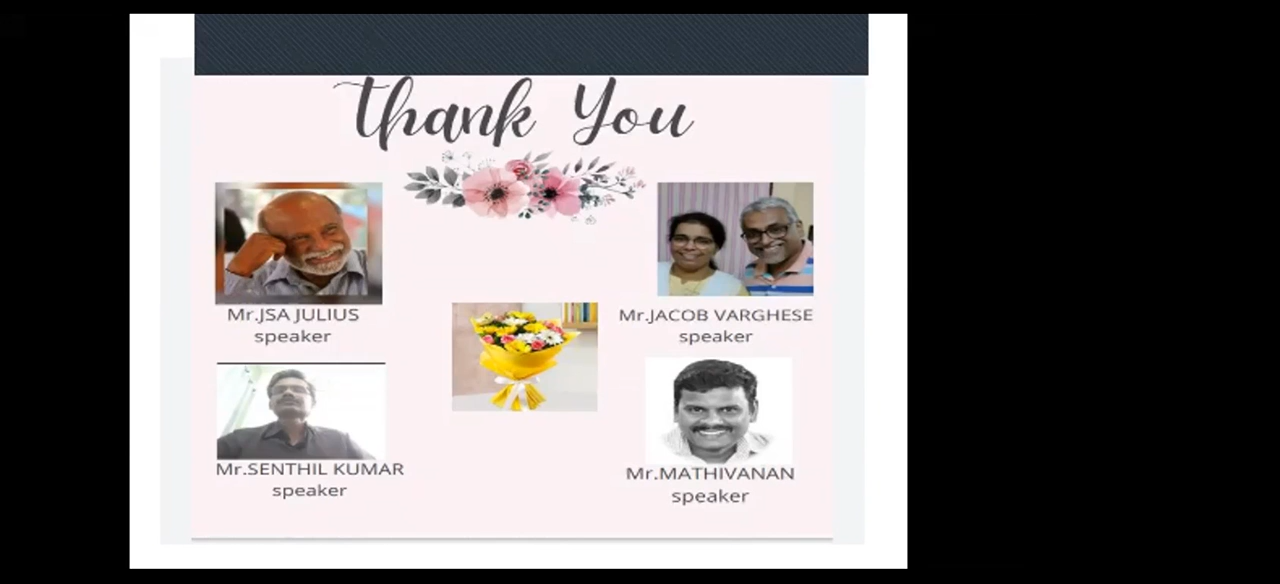 Thank You
Mr.JSA JULIUS
speaker
Mr.JACOB VARGHESE
speaker
Mr.SENTHIL KUMAR
speaker
Mr.MATHIVANAN
speaker